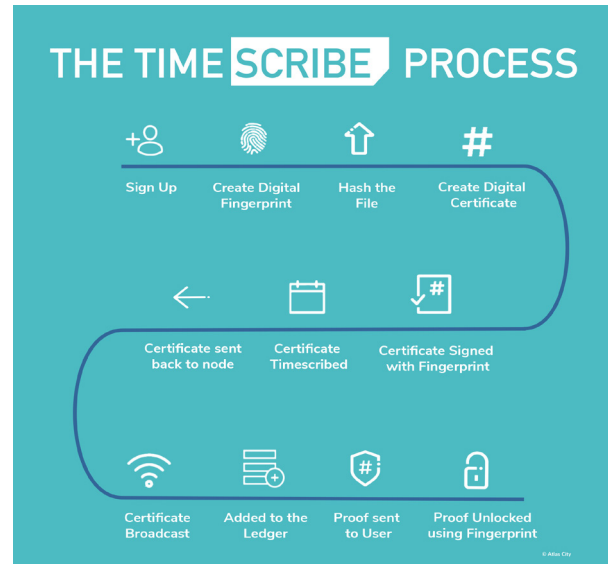 THE TIME SCRIBE PROCESS
#
Sign Up
Create Digital
Fingerprint
Hash the
File
Create Digital
Certificate
#
Certificate sent
back to node
Certificate
Timescribed
Certificate Signed
with Fingerprint
#
Certificate
Broadcast
Added to the
Ledger
Proof sent
to User
Proof Unlocked
using Fingerprint
© Atlas City